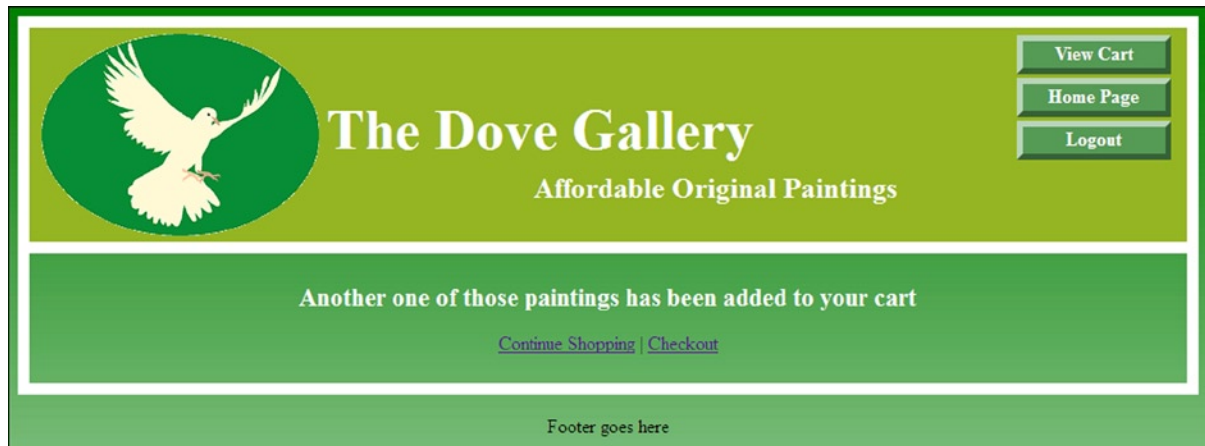 View Cart
Home Page
Logout
The Dove Gallery
Affordable Original Paintings
Another one of those paintings has been added to your cart
Continue Shopping | Checkout
Footer goes here